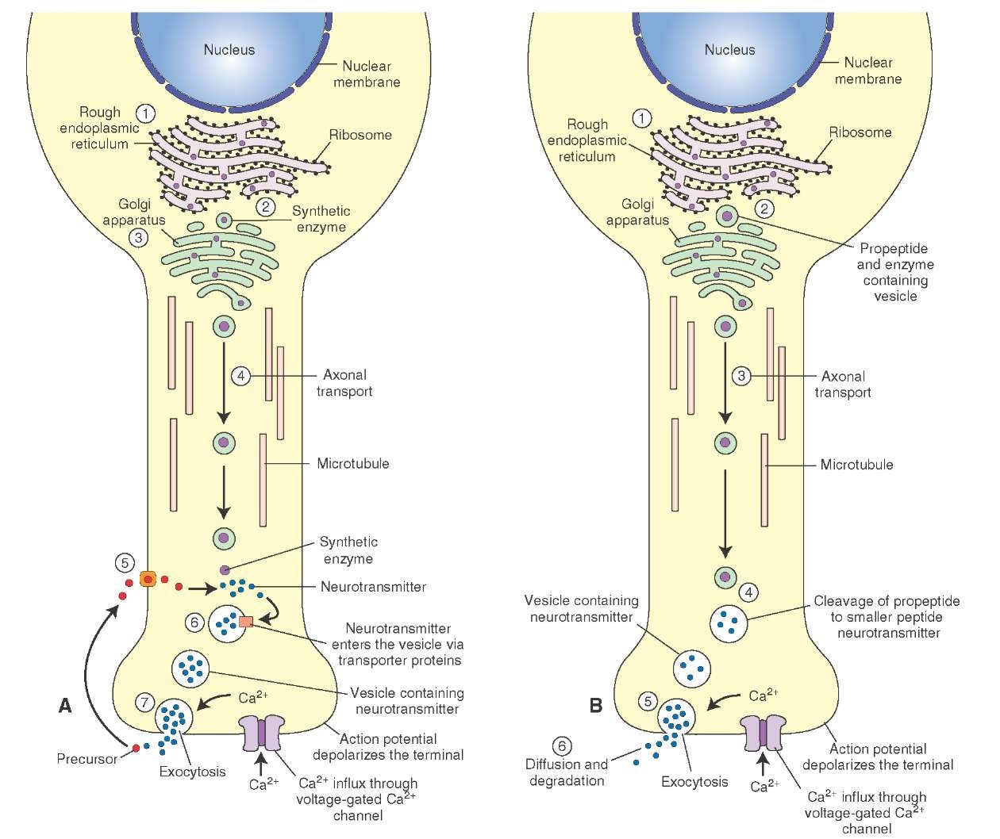 Nucleus
Nuclear
membrane
1
Rough
endoplasmic
reticulum
Ribosome
2
Golgi
apparatus
3
Synthetic
enzyme
4
Axonal
transport
Microtubule
Synthetic
enzyme
5
Neurotransmitter
6
Neurotransmitter
enters the vesicle via
transporter proteins
Vesicle containing
neurotransmitter
A
7
Ca2+
Action potential
depolarizes the terminal
Precursor
Exocytosis
Ca2+
Ca2+ influx through
voltage-gated Ca2+
channel
Nucleus
Nuclear
membrane
1
Rough
endoplasmic
reticulum
Ribosome
2
Golgi
apparatus
Propeptide
and enzyme
containing
vesicle
3
Axonal
transport
Microtubule
4
Vesicle containing
neurotransmitter
Cleavage of propeptide
to smaller peptide
neurotransmitter
B
5
Ca2+
6
Diffusion and
degradation
Exocytosis
Ca2+
Action potential
depolarizes the terminal
Ca2+ influx through
voltage-gated Ca2+
channel